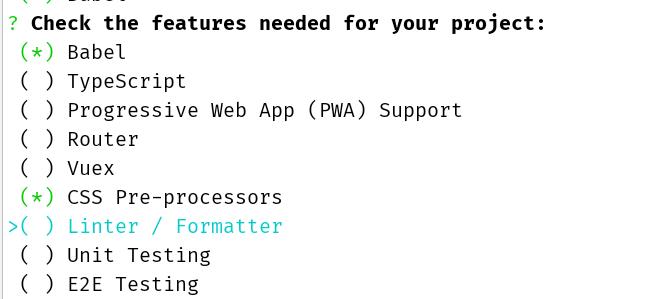 ? Check the features needed for your project:
(*) Babel
( ) TypeScript
( ) Progressive Web App (PWA) Support
( ) Router
( ) Vuex
(*) CSS Pre-processors
>( ) Linter / Formatter
( ) Unit Testing
( ) E2E Testing